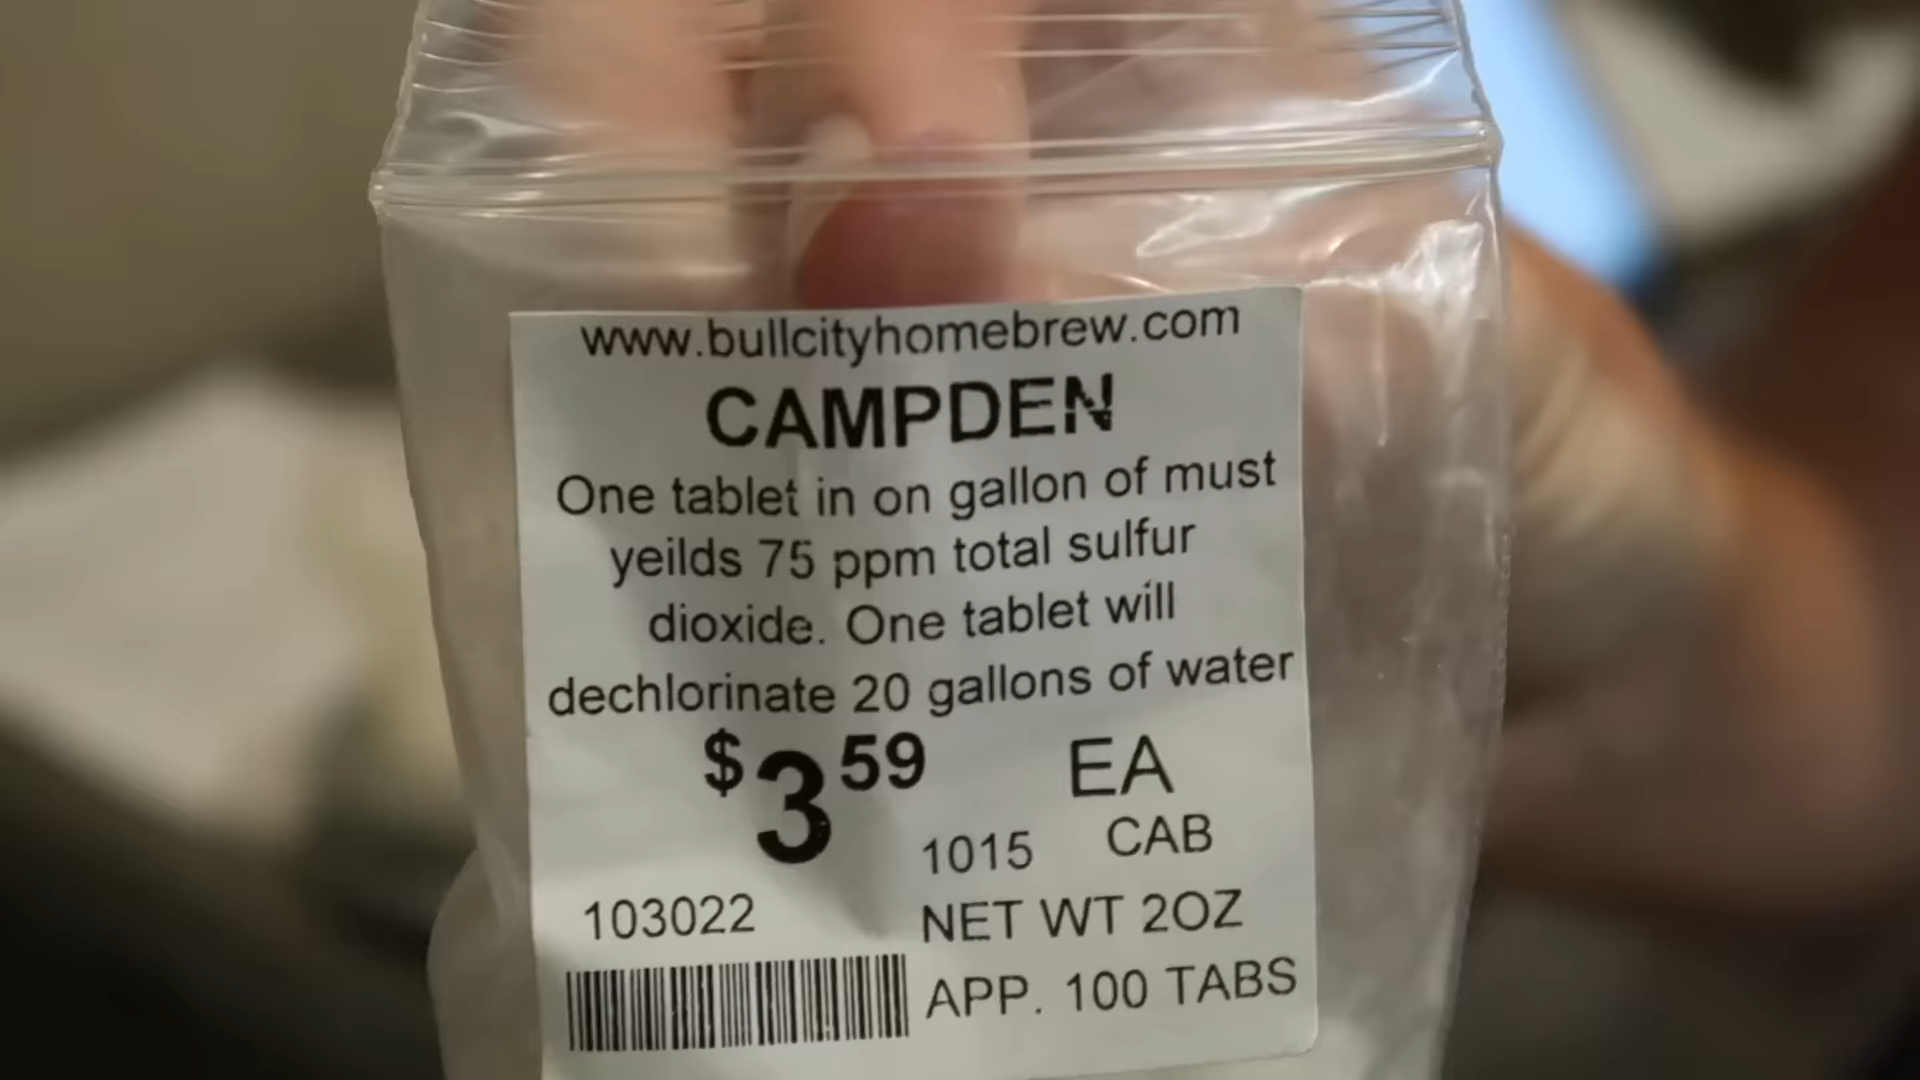 www.bullcityhomebrew.com
CAMPDEN
One tablet in on gallon of must
yeilds 75 ppm total sulfur
dioxide. One tablet will
dechlorinate 20 gallons of water
$3 59 EA
1015 CAB
103022 NET WT 2OZ
APP. 100 TABS